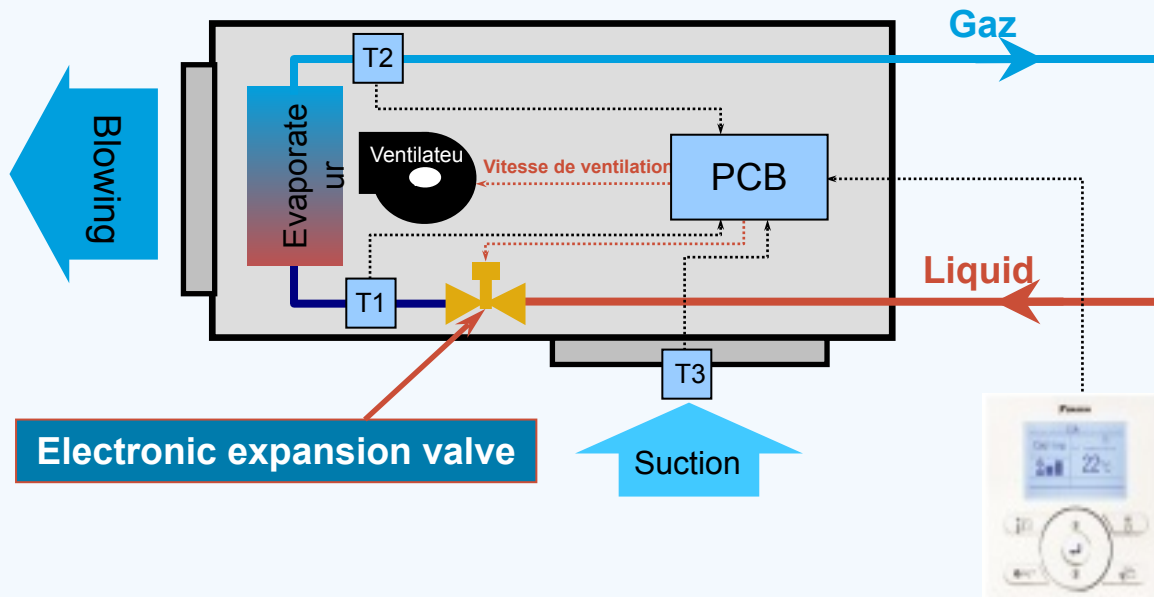 Gaz
T2
Blowing
Evaporate
ur
Ventilateu
Vitesse de ventilation
PCB
Liquid
T1
T3
Electronic expansion valve
Suction
22°C